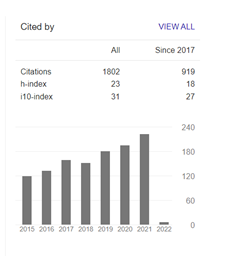 Cited by VIEW ALL
All Since 2017
Citations 1802 919
h-index 23 18
i10-index 31 27
240
180
120
60
0
2015 2016 2017 2018 2019 2020 2021 2022